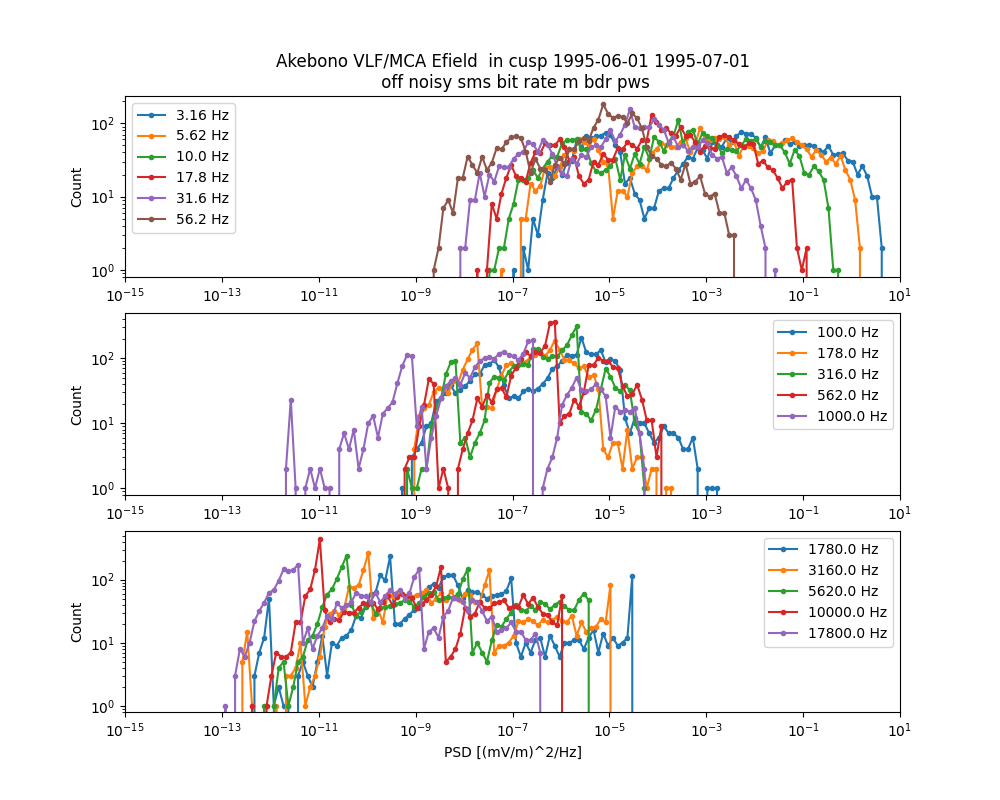 Akebono VLF/MCA Efield  in cusp 1995-06-01 1995-07-01
off noisy sms bit rate m bdr pws
Count
10^2
10^1
10^0
3.16 Hz
5.62 Hz
10.0 Hz
17.8 Hz
31.6 Hz
56.2 Hz
10^-15 10^-13 10^-11 10^-9 10^-7 10^-5 10^-3 10^-1 10^1
Count
10^2
10^1
10^0
100.0 Hz
178.0 Hz
316.0 Hz
562.0 Hz
1000.0 Hz
10^-15 10^-13 10^-11 10^-9 10^-7 10^-5 10^-3 10^-1 10^1
Count
10^2
10^1
10^0
1780.0 Hz
3160.0 Hz
5620.0 Hz
10000.0 Hz
17800.0 Hz
10^-15 10^-13 10^-11 10^-9 10^-7 10^-5 10^-3 10^-1 10^1
PSD [(mV/m)^2/Hz]